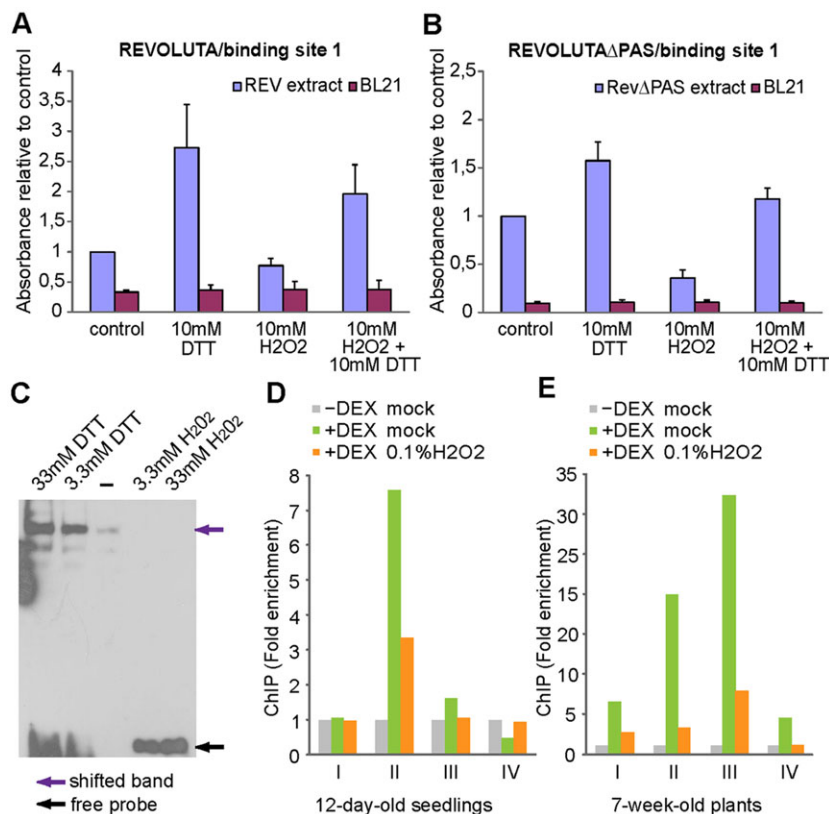 A
REVOLUTA/binding site 1
Absorbance relative to control
REV extract BL21
4
3,5
3
2,5
2
1,5
1
0,5
0
control
10mM DTT
10mM H2O2
10mM H2O2 + 10mM DTT
B
REVOLUTAΔPAS/binding site 1
Absorbance relative to control
RevΔPAS extract BL21
2,5
2
1,5
1
0,5
0
control
10mM DTT
10mM H2O2
10mM H2O2 + 10mM DTT
C
33mM DTT
3.3mM DTT
–
3.3mM H2O2
33mM H2O2
shifted band
free probe
D
−DEX mock
+DEX mock
+DEX 0.1%H2O2
ChIP (Fold enrichment)
8
7
6
5
4
3
2
1
0
I II III IV
12-day-old seedlings
E
−DEX mock
+DEX mock
+DEX 0.1%H2O2
ChIP (Fold enrichment)
35
30
25
20
15
10
5
0
I II III IV
7-week-old plants